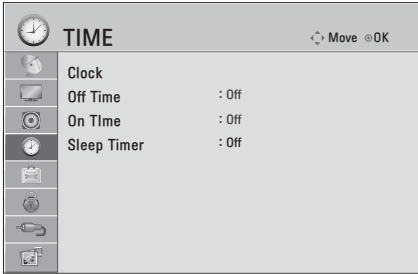 TIME
Move OK
Clock
Off Time : Off
On TIme : Off
Sleep Timer : Off